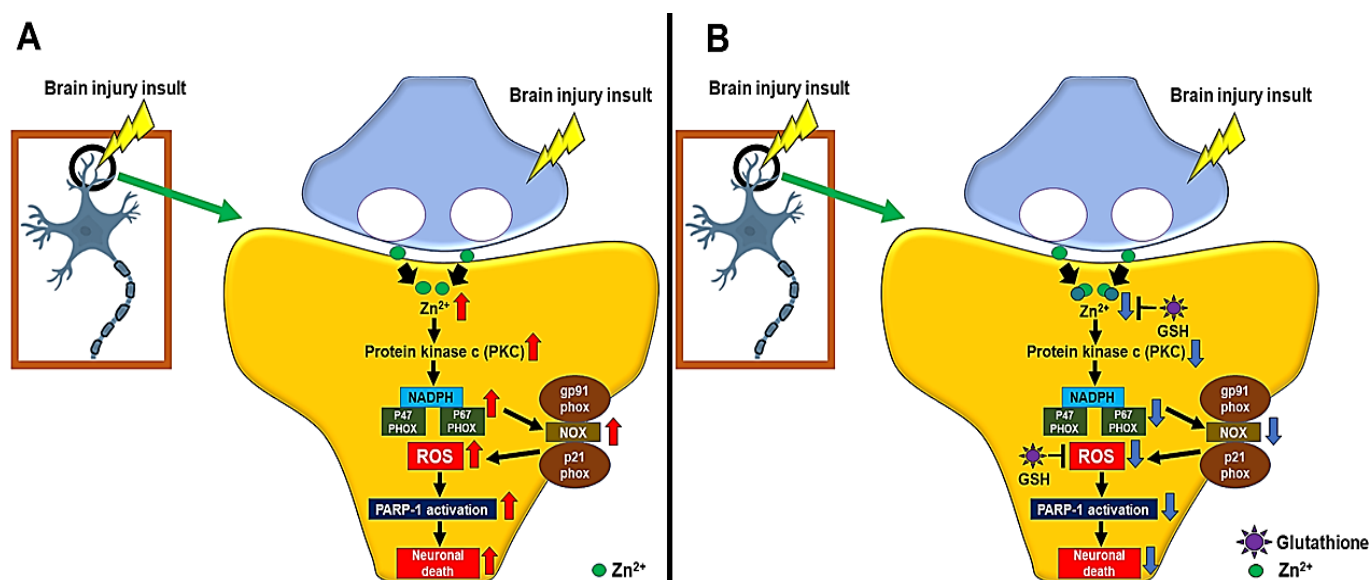 A
Brain injury insult
Brain injury insult
Zn²⁺
Protein kinase c (PKC)
NADPH
P47
PHOX
P67
PHOX
gp91
phox
NOX
p21
phox
ROS
PARP-1 activation
Neuronal
death
Zn²⁺
B
Brain injury insult
Brain injury insult
Zn²⁺
GSH
Protein kinase c (PKC)
NADPH
P47
PHOX
P67
PHOX
gp91
phox
NOX
p21
phox
ROS
GSH
PARP-1 activation
Neuronal
death
Glutathione
Zn²⁺